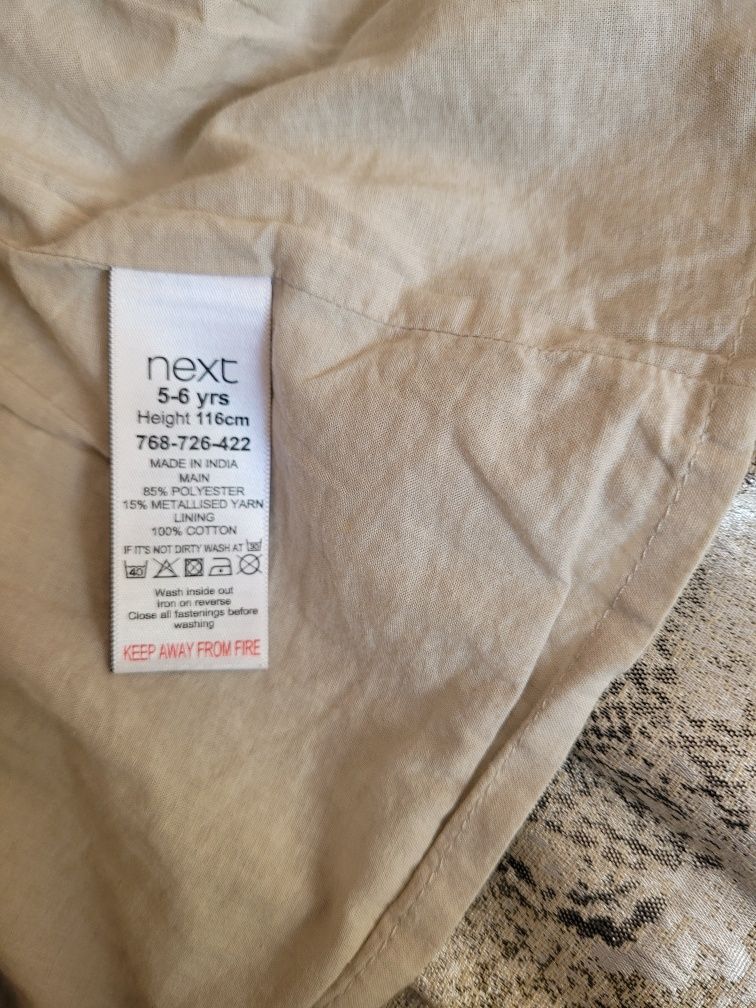 next
5-6 yrs
Height 116cm
768-726-422
MADE IN INDIA
MAIN
85% POLYESTER
15% METALLISED YARN
LINING
100% COTTON
IF IT'S NOT DIRTY WASH AT 30
40
Wash inside out
Iron on reverse
Close all fastenings before
washing
KEEP AWAY FROM FIRE